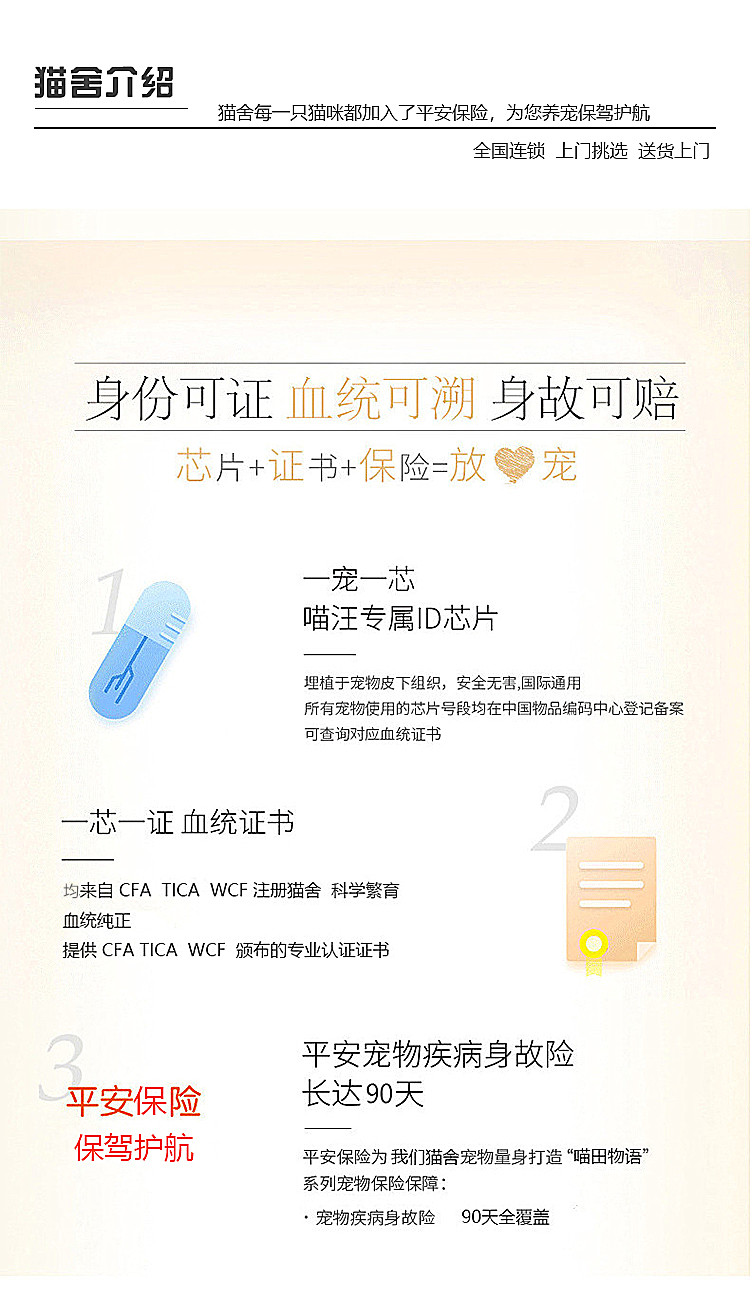 猫舍介绍
猫舍每一只猫咪都加入了平安保险，为您养宠保驾护航
全国连锁 上门挑选 送货上门
身份可证 血统可溯 身故可赔
芯片+证书+保险=放宠
1
一宠一芯
喵汪专属ID芯片
埋植于宠物皮下组织，安全无害,国际通用
所有宠物使用的芯片号段均在中国物品编码中心登记备案
可查询对应血统证书
2
一芯一证 血统证书
均来自 CFA TICA WCF 注册猫舍 科学繁育
血统纯正
提供 CFA TICA WCF 颁布的专业认证证书
3
平安保险
保驾护航
平安宠物疾病身故险
长达90天
平安保险为 我们猫舍宠物量身打造 “喵田物语”
系列宠物保险保障：
· 宠物疾病身故险 90天全覆盖